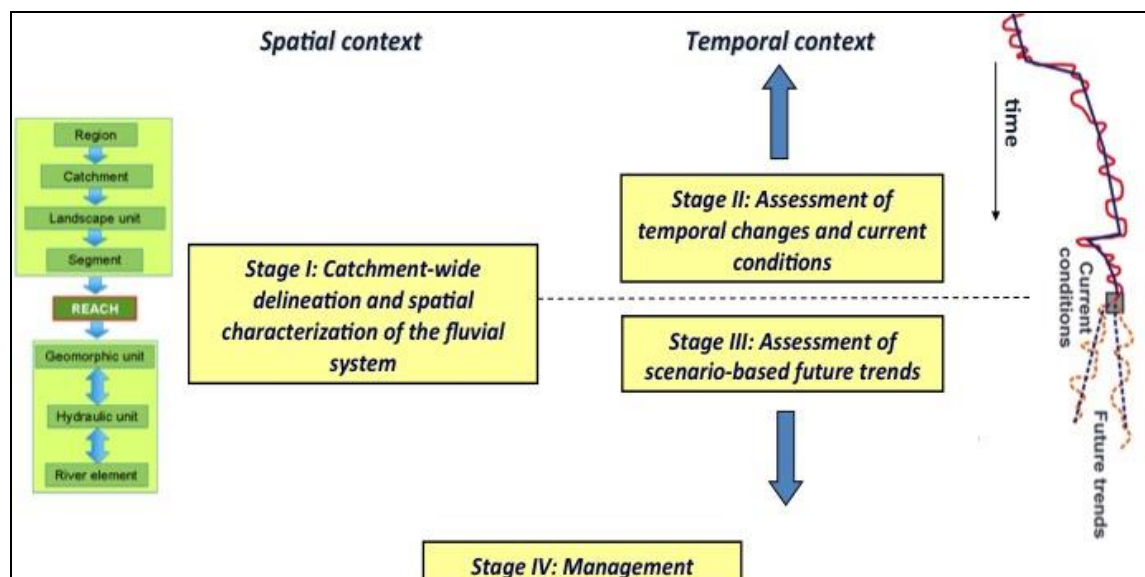 Spatial context
Temporal context
Region
Catchment
Landscape unit
Segment
REACH
Geomorphic unit
Hydraulic unit
River element
Stage I: Catchment-wide
delineation and spatial
characterization of the fluvial
system
Stage II: Assessment of
temporal changes and current
conditions
Stage III: Assessment of
scenario-based future trends
Stage IV: Management
time
Current
conditions
Future trends